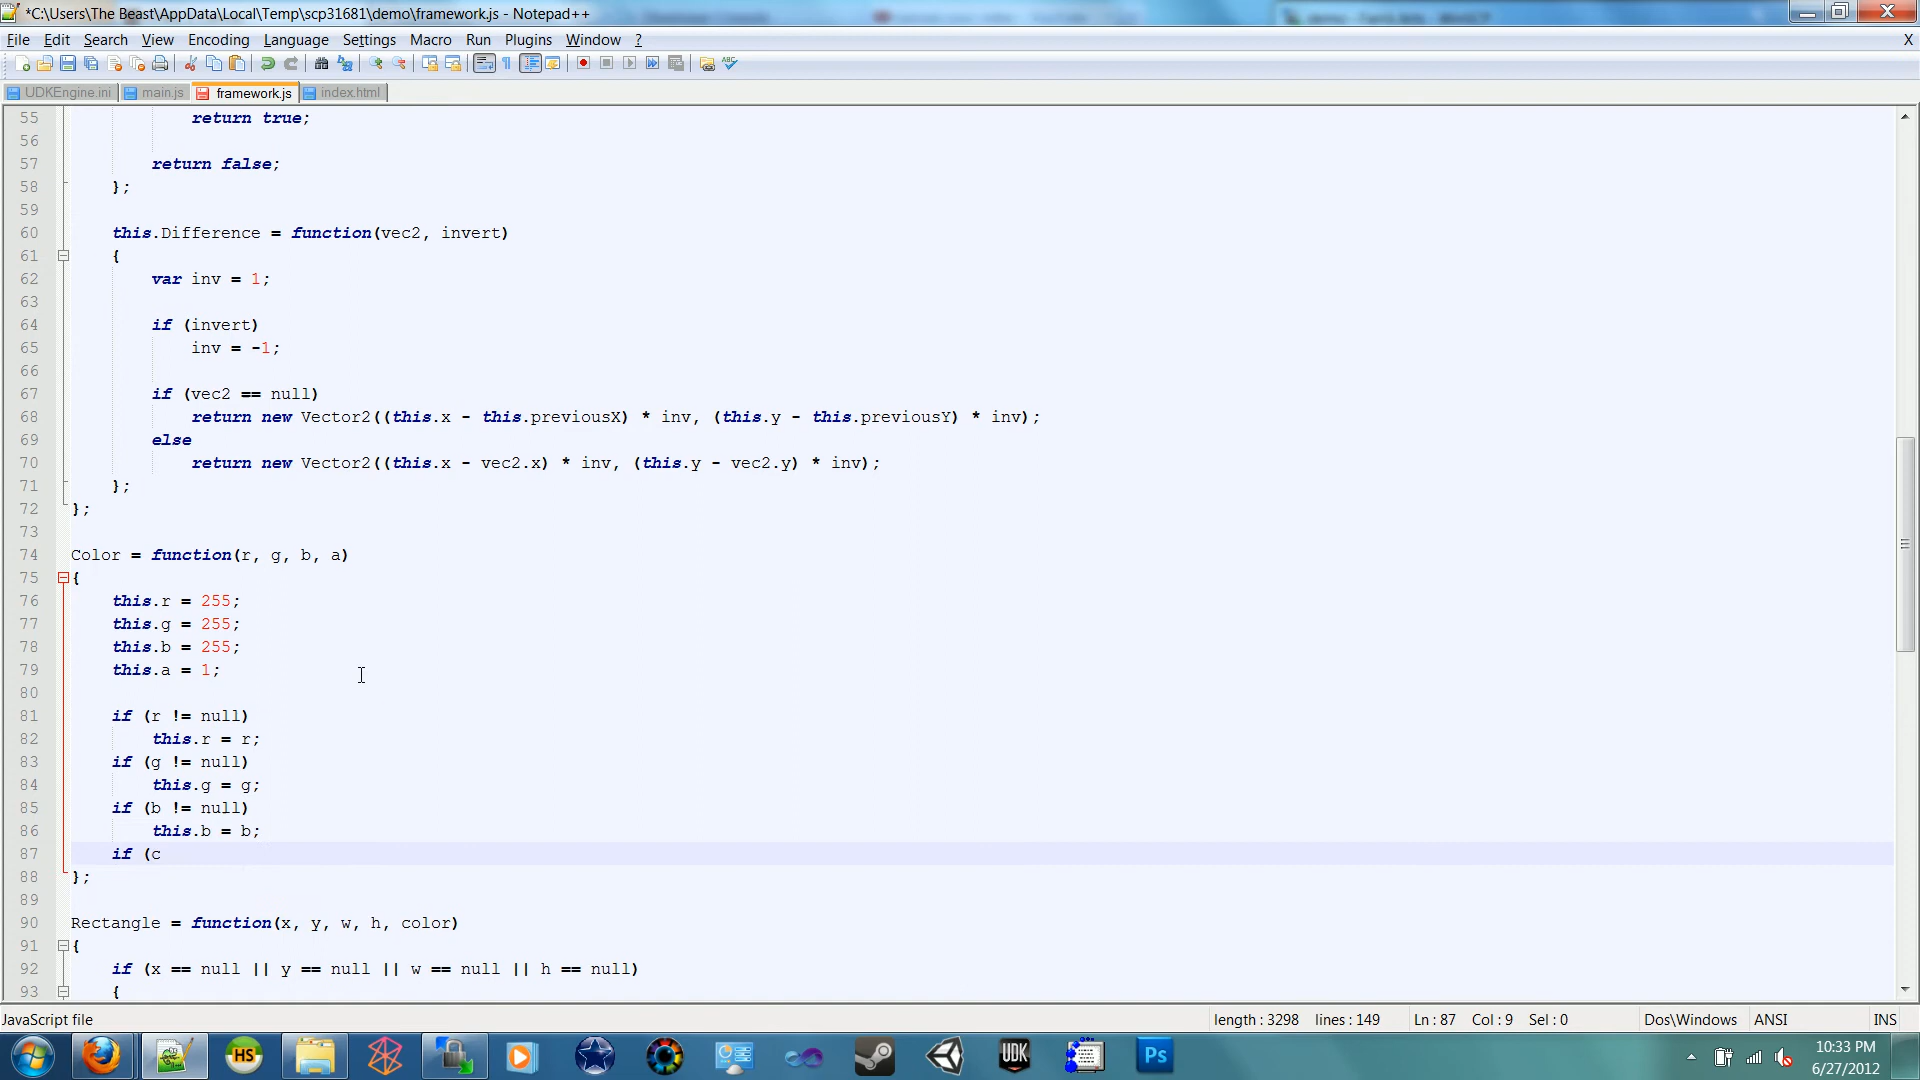 *C:\Users\The Beast\AppData\Local\Temp\scp31681\demo\framework.js - Notepad++
File Edit Search View Encoding Language Settings Macro Run Plugins Window ? X
UDKEngine.ini main.js framework.js index.html
55 return true;
56
57 return false;
58 };
59
60 this.Difference = function(vec2, invert)
61 {
62 var inv = 1;
63
64 if (invert)
65 inv = -1;
66
67 if (vec2 == null)
68 return new Vector2((this.x - this.previousX) * inv, (this.y - this.previousY) * inv);
69 else
70 return new Vector2((this.x - vec2.x) * inv, (this.y - vec2.y) * inv);
71 };
72 };
73
74 Color = function(r, g, b, a)
75 {
76 this.r = 255;
77 this.g = 255;
78 this.b = 255;
79 this.a = 1;
80
81 if (r != null)
82 this.r = r;
83 if (g != null)
84 this.g = g;
85 if (b != null)
86 this.b = b;
87 if (c
88 };
89
90 Rectangle = function(x, y, w, h, color)
91 {
92 if (x == null || y == null || w == null || h == null)
93 {
JavaScript file length : 3298 lines : 149 Ln : 87 Col : 9 Sel : 0 Dos\Windows ANSI INS
HS UDK Ps
10:33 PM
6/27/2012